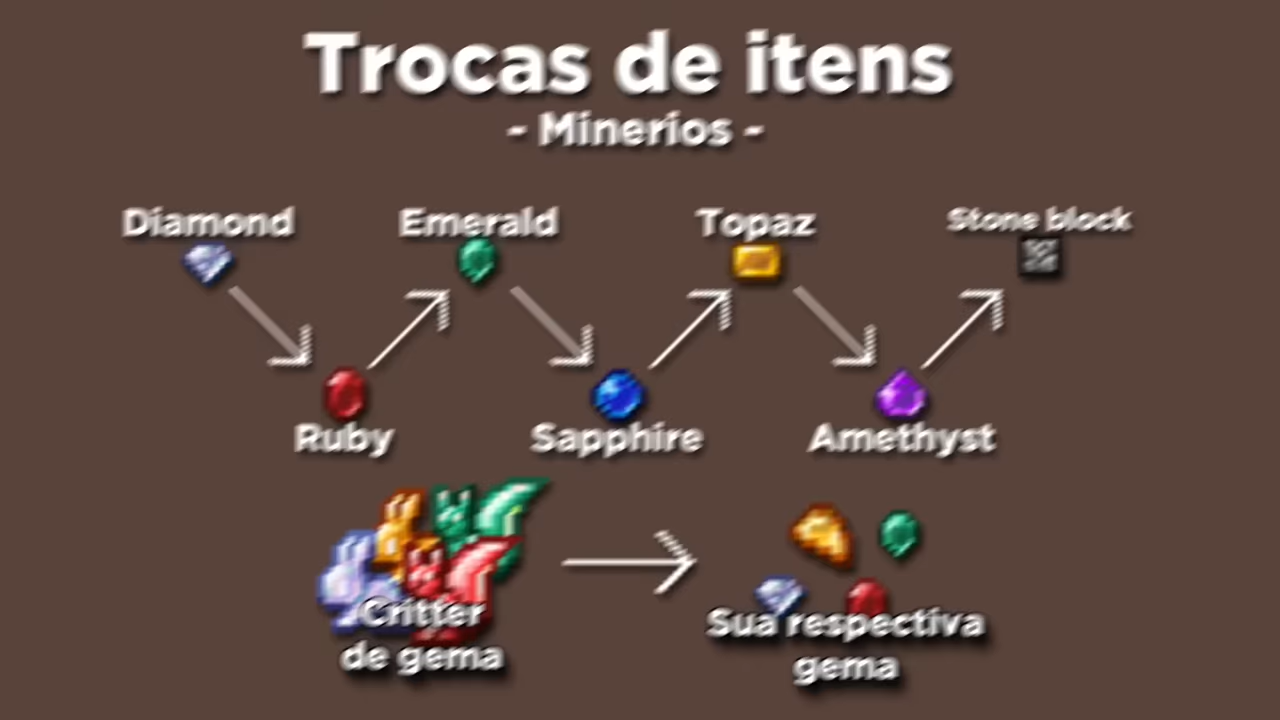 Trocas de itens
- Minerios -
Diamond
Emerald
Topaz
Stone block
Ruby
Sapphire
Amethyst
Critter
de gema
Sua respectiva
gema